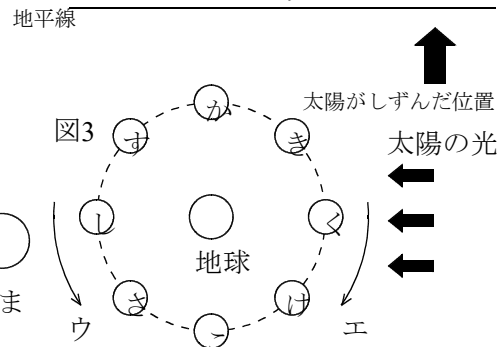 地平線
太陽がしずんだ位置
図3
太陽の光
か
き
く
け
こ
さ
し
す
地球
ま
ウ
エ